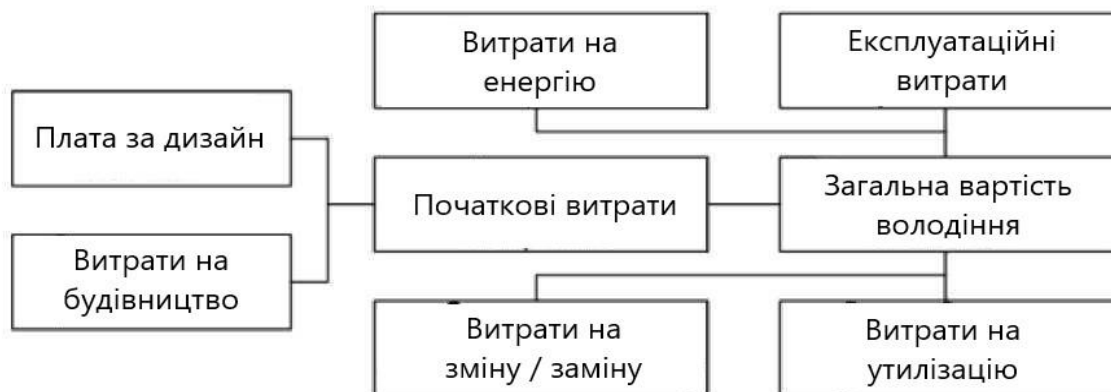 Витрати на
енергію
Експлуатаційні
витрати
Плата за дизайн
Початкові витрати
Загальна вартість
володіння
Витрати на
будівництво
Витрати на
зміну / заміну
Витрати на
утилізацію